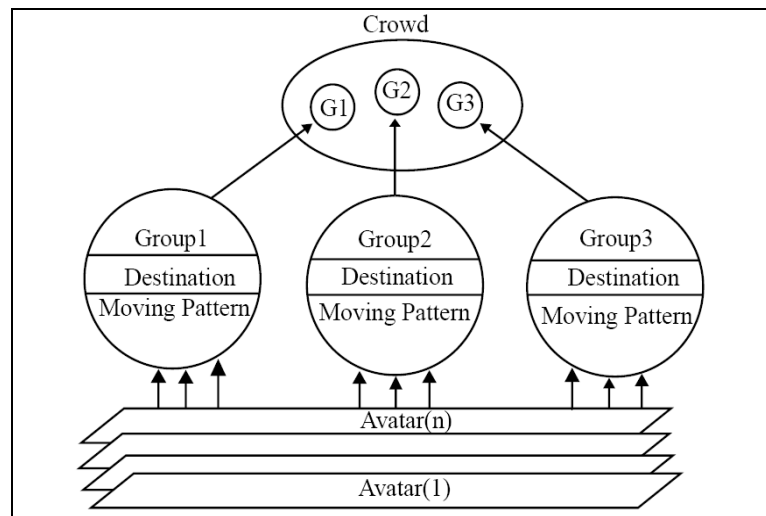 Crowd
G1 G2 G3
Group1 Group2 Group3
Destination Destination Destination
Moving Pattern Moving Pattern Moving Pattern
Avatar(n)
Avatar(1)